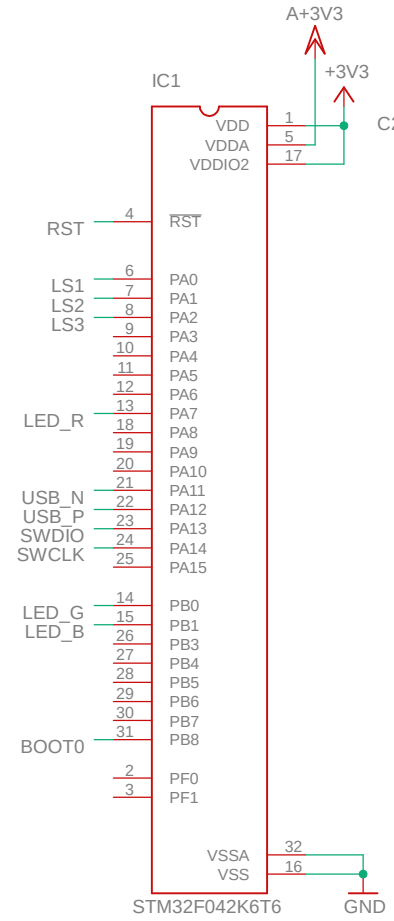 A+3V3
+3V3
IC1
VDD 1
C2
VDDA 5
VDDIO2 17
RST 4 RST
LS1 6 PA0
LS2 7 PA1
LS3 8 PA2
9 PA3
10 PA4
11 PA5
12 PA6
LED_R 13 PA7
18 PA8
19 PA9
20 PA10
USB_N 21 PA11
USB_P 22 PA12
SWDIO 23 PA13
SWCLK 24 PA14
25 PA15
LED_G 14 PB0
LED_B 15 PB1
26 PB3
27 PB4
28 PB5
29 PB6
30 PB7
BOOT0 31 PB8
2 PF0
3 PF1
VSSA 32
VSS 16
STM32F042K6T6
GND